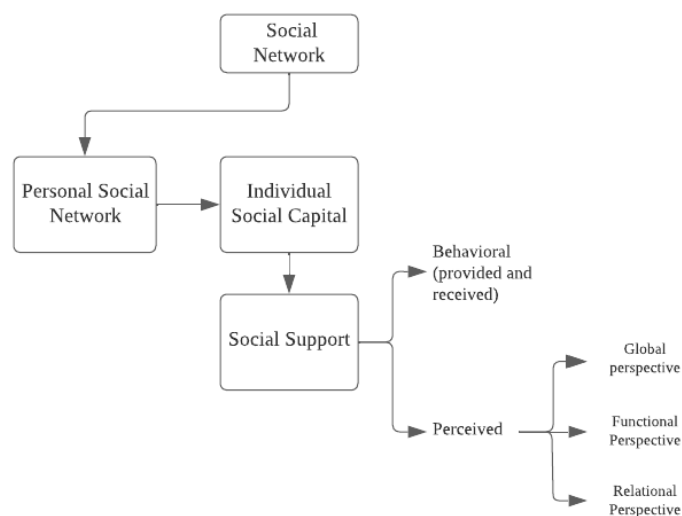 Social
Network
Personal Social
Network
Individual
Social Capital
Behavioral
(provided and
received)
Social Support
Global
perspective
Perceived
Functional
Perspective
Relational
Perspective